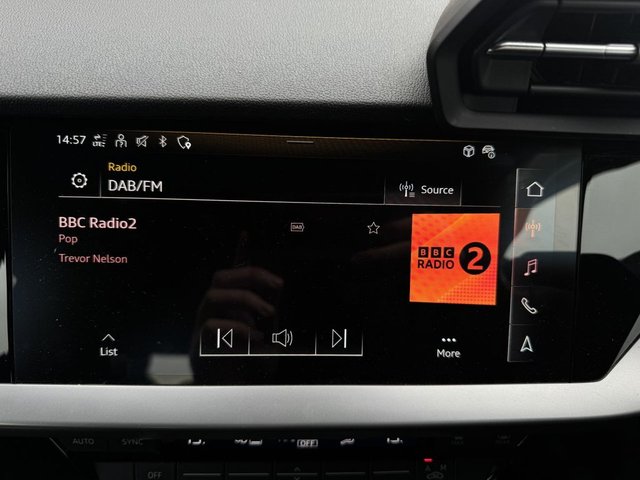 14:57 LTE
Radio
DAB/FM
Source
BBC Radio2
DAB
Pop
Trevor Nelson
BBC
RADIO 2
List
More
AUTO SYNC
OFF
OFF
A M